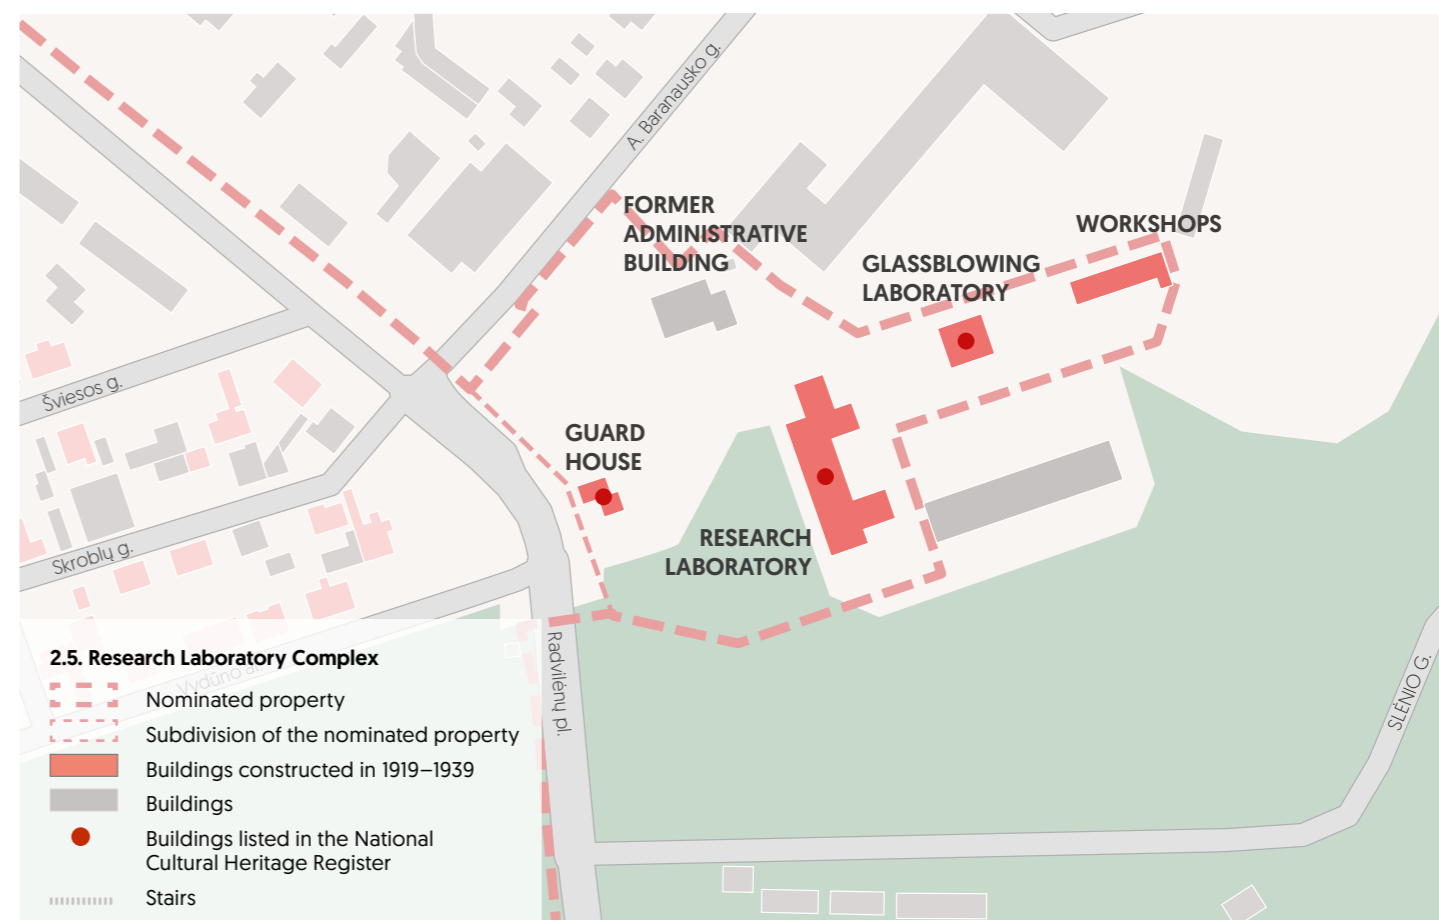 A. Baranausko g.
FORMER
ADMINISTRATIVE
BUILDING
WORKSHOPS
GLASSBLOWING
LABORATORY
Šviesos g.
GUARD
HOUSE
Skroblų g.
RESEARCH
LABORATORY
Vydūno al.
Radvilėnų pl.
SLĖNIO G.
2.5. Research Laboratory Complex
Nominated property
Subdivision of the nominated property
Buildings constructed in 1919–1939
Buildings
Buildings listed in the National
Cultural Heritage Register
Stairs